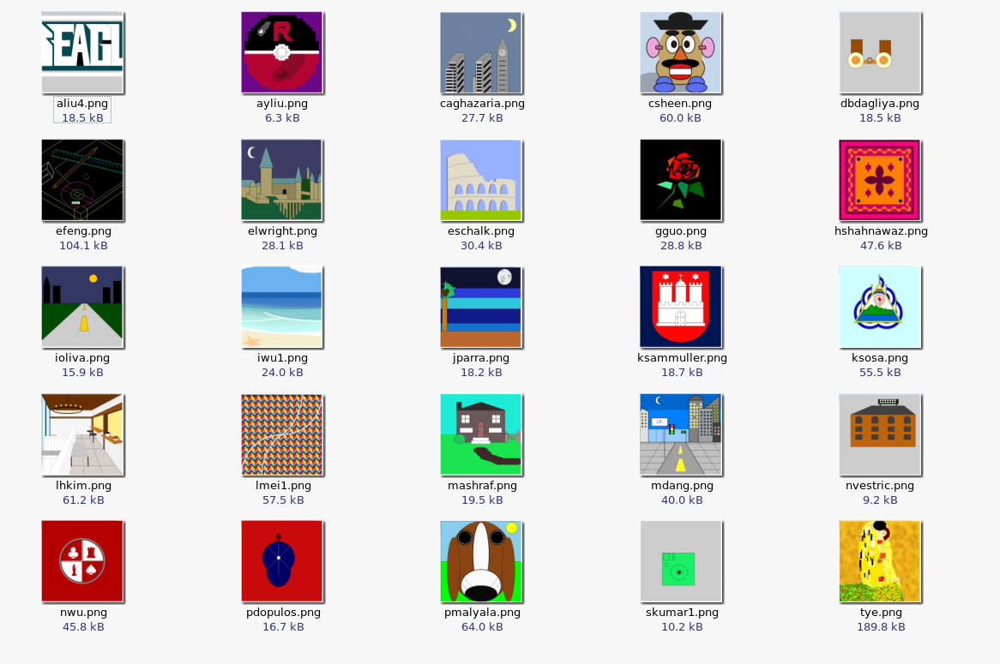 EAGL
R
aliu4.png
ayliu.png
caghazaria.png
csheen.png
dbdagliya.png
18.5 kB
6.3 kB
27.7 kB
60.0 kB
18.5 kB
efeng.png
elwright.png
eschalk.png
gguo.png
hshahnawaz.png
104.1 kB
28.1 kB
30.4 kB
28.8 kB
47.6 kB
ioliva.png
iwu1.png
jparra.png
ksammuller.png
ksosa.png
15.9 kB
24.0 kB
18.2 kB
18.7 kB
55.5 kB
LA
lhkim.png
lmei1.png
mashraf.png
mdang.png
nvestric.png
61.2 kB
57.5 kB
19.5 kB
40.0 kB
9.2 kB
nwu.png
pdopulos.png
pmalyala.png
skumar1.png
tye.png
45.8 kB
16.7 kB
64.0 kB
10.2 kB
189.8 kB